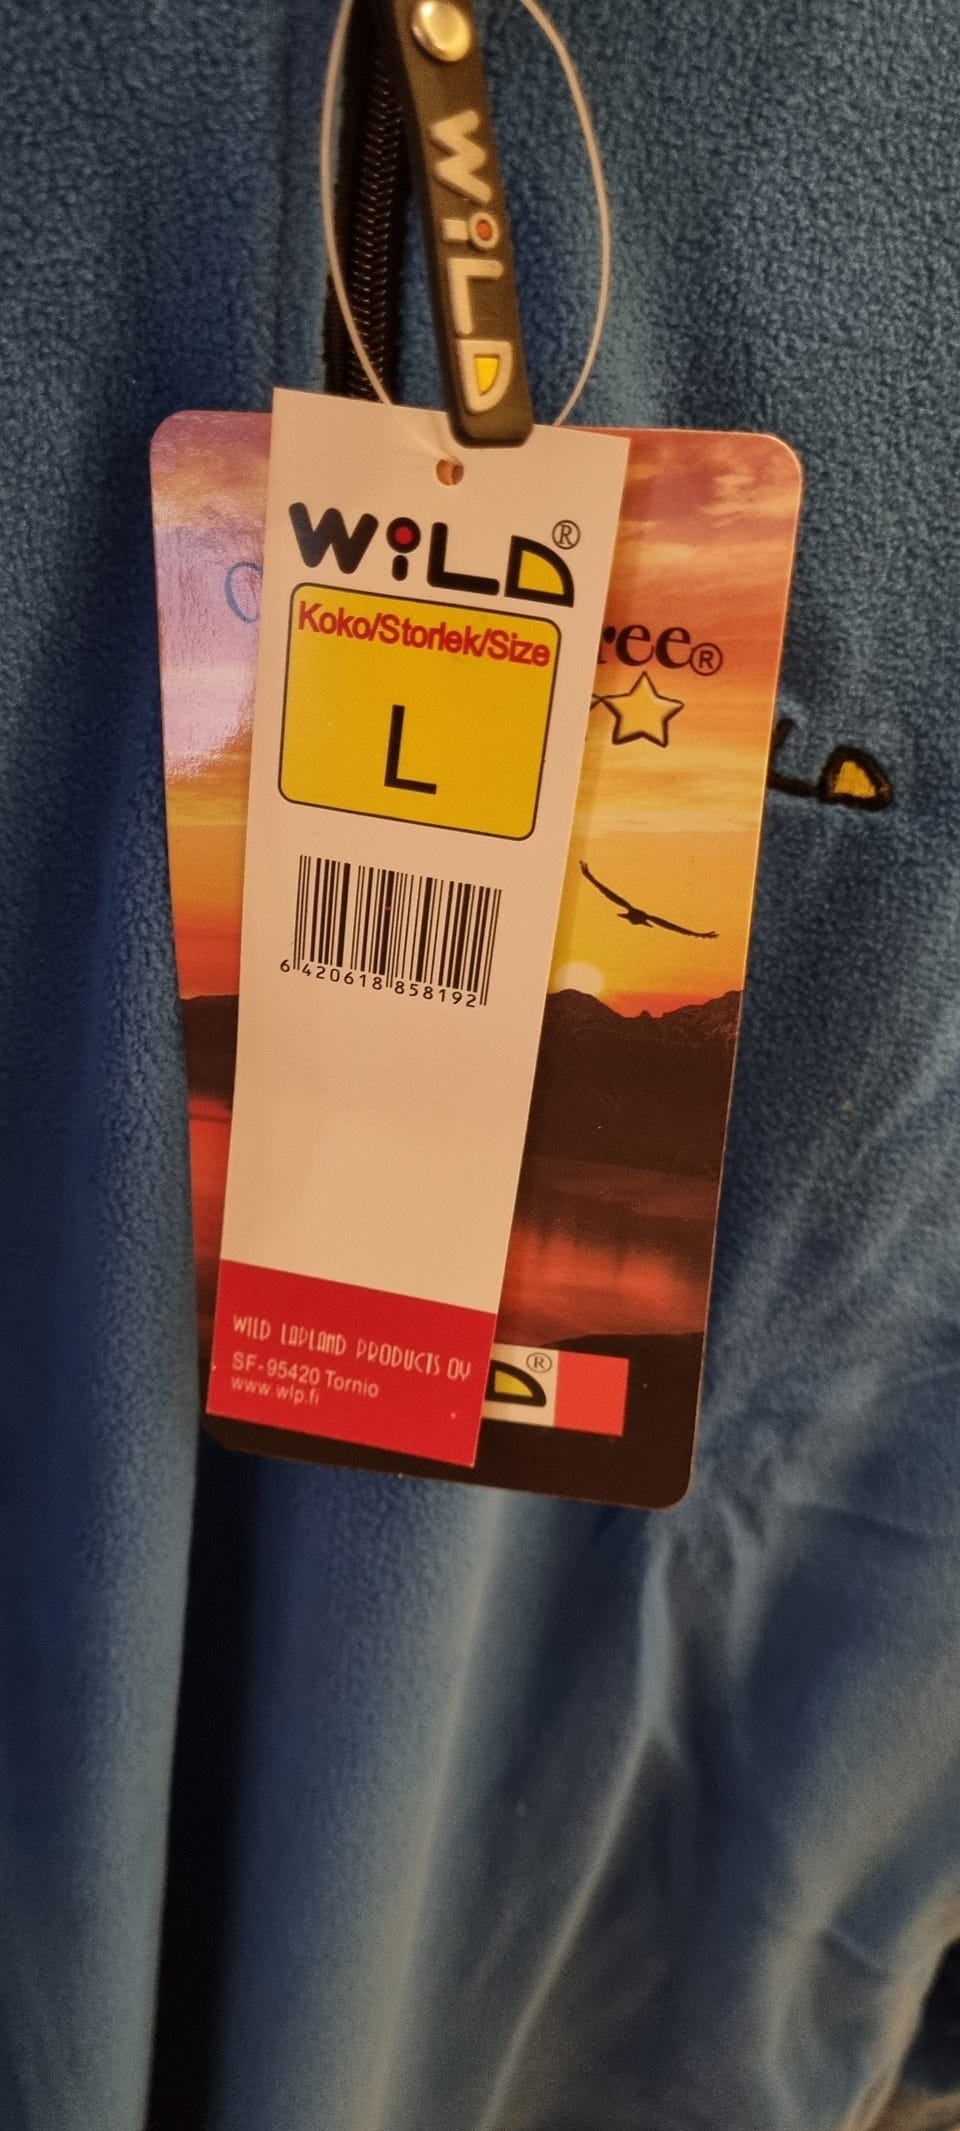 WiLD
WiLD®
Koko/Storlek/Size
L
6 420618 858192
WILD LAPLAND PRODUCTS OY
SF-95420 Tornio
www.wlp.fi
ree®
LD
D®